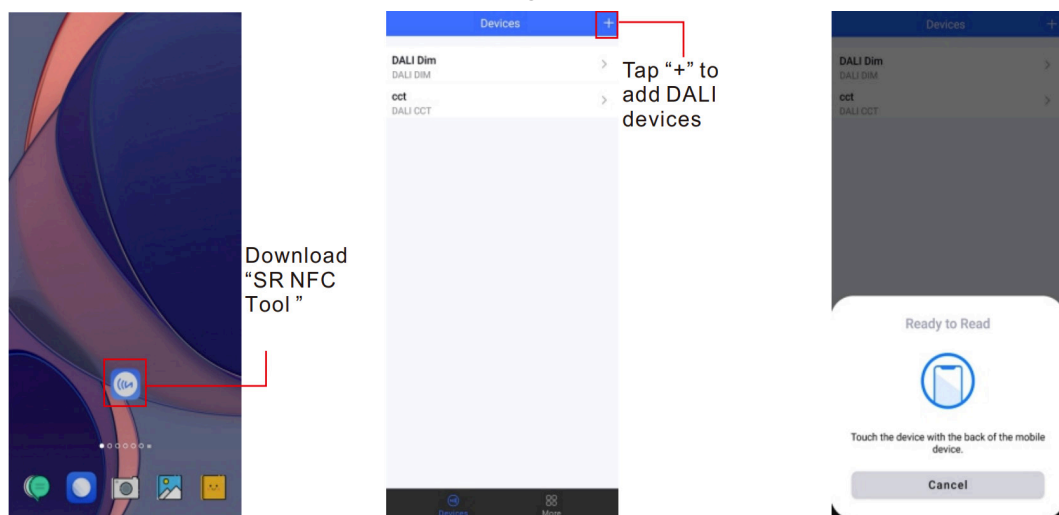 Download
“SR NFC
Tool ”
Devices
+
DALI Dim
DALI DIM
cct
DALI CCT
Devices
More
Tap “+” to
add DALI
devices
Devices
+
DALI Dim
DALI DIM
cct
DALI CCT
Ready to Read
Touch the device with the back of the mobile
device.
Cancel